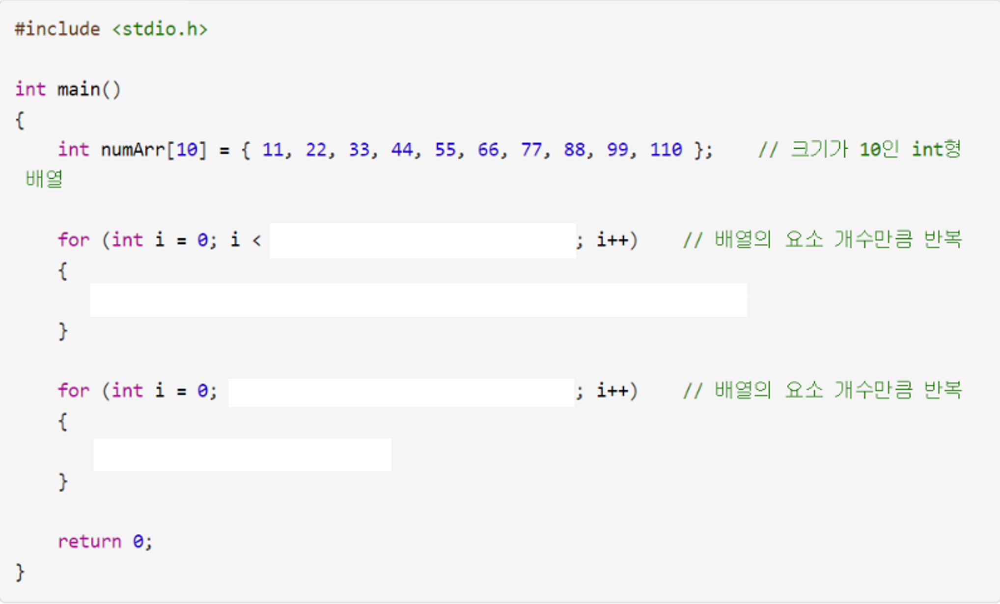 #include <stdio.h>
int main()
{
int numArr[10] = { 11, 22, 33, 44, 55, 66, 77, 88, 99, 110 };    // 크기가 10인 int형
배열
for (int i = 0; i <                    ; i++)    // 배열의 요소 개수만큼 반복
{
}
for (int i = 0;                    ; i++)    // 배열의 요소 개수만큼 반복
{
}
return 0;
}